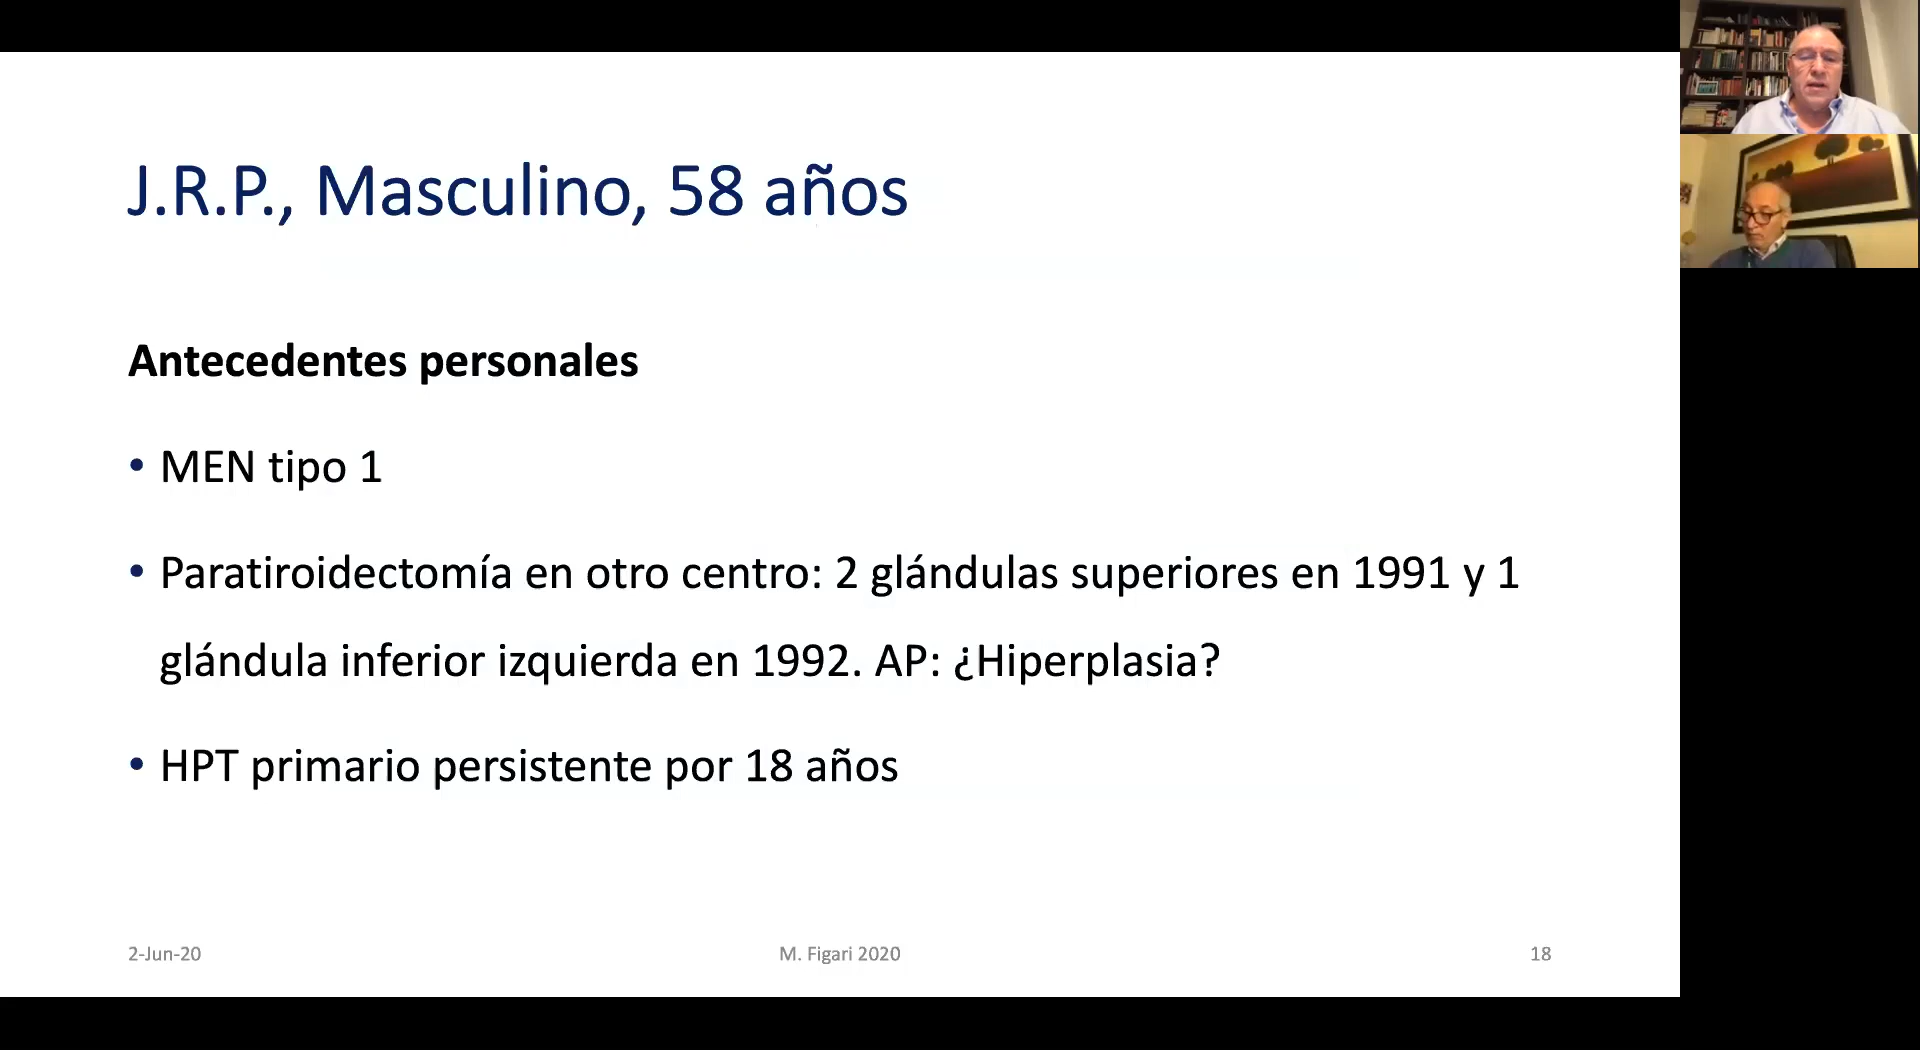 J.R.P., Masculino, 58 años
Antecedentes personales
• MEN tipo 1
• Paratiroidectomía en otro centro: 2 glándulas superiores en 1991 y 1
glándula inferior izquierda en 1992. AP: ¿Hiperplasia?
• HPT primario persistente por 18 años
2-Jun-20
M. Figari 2020
18